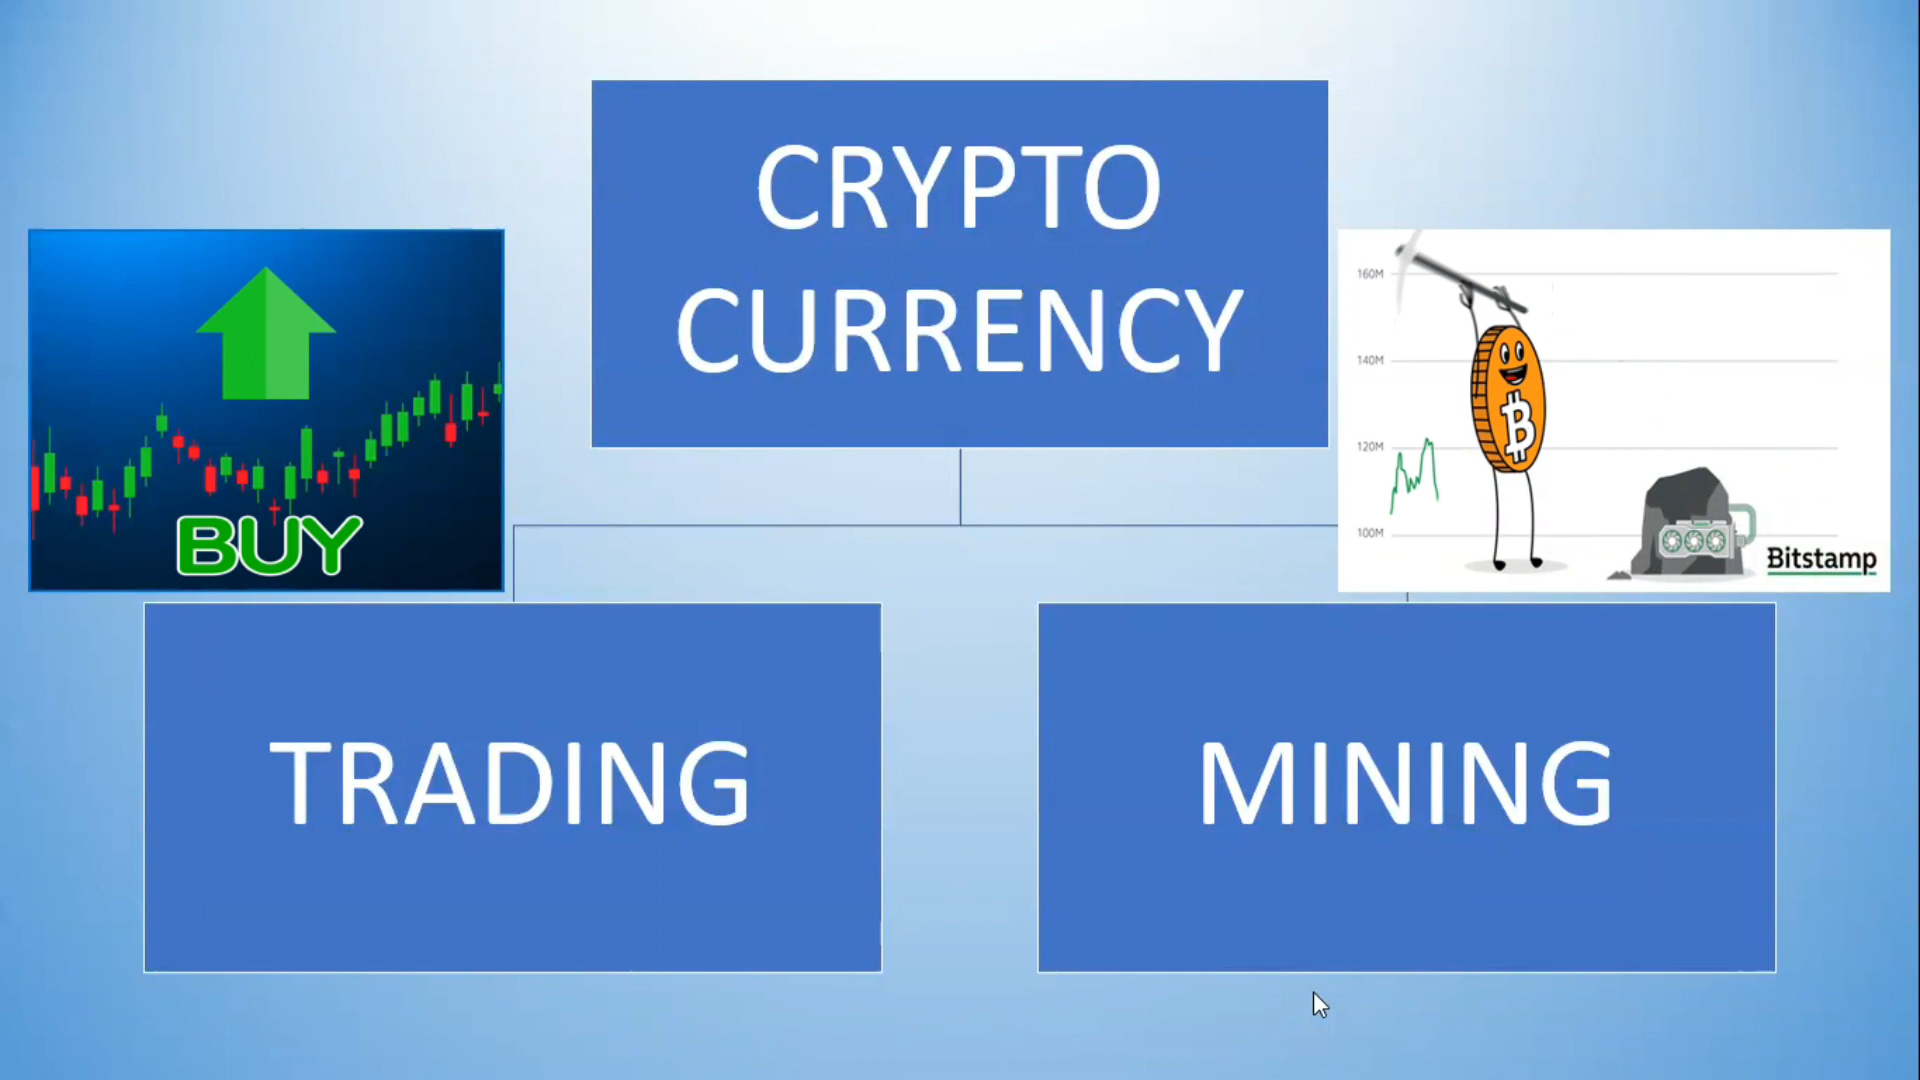 CRYPTO
CURRENCY
BUY
160M
140M
120M
100M
₿
Bitstamp
TRADING
MINING